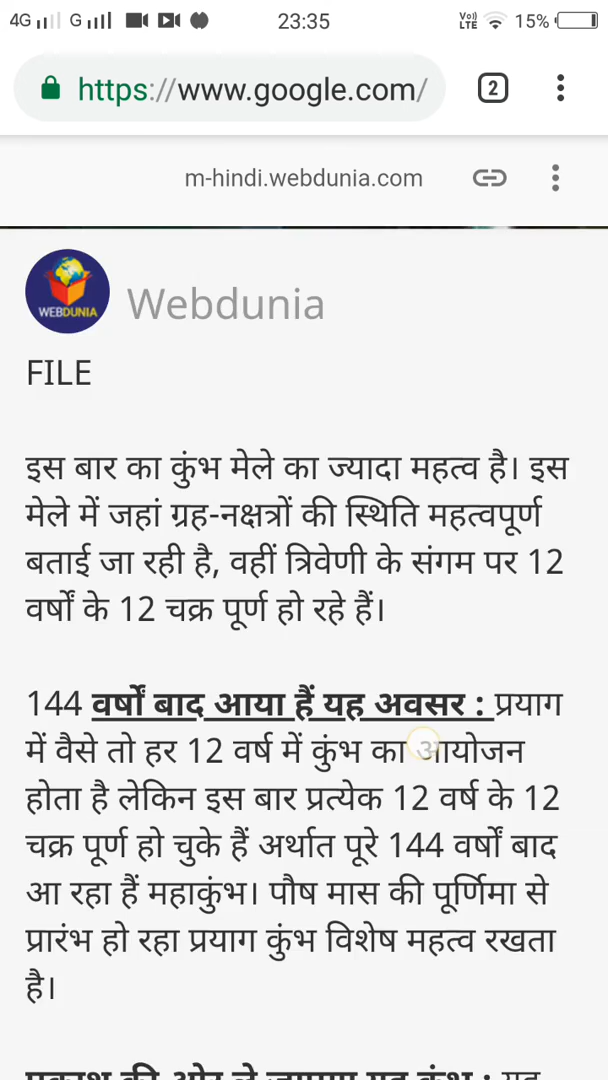 4G G 23:35 Vo)) LTE 15%
https://www.google.com/ 2
m-hindi.webdunia.com
WEBDUNIA Webdunia
FILE
इस बार का कुंभ मेले का ज्यादा महत्व है। इस
मेले में जहां ग्रह-नक्षत्रों की स्थिति महत्वपूर्ण
बताई जा रही है, वहीं त्रिवेणी के संगम पर 12
वर्षों के 12 चक्र पूर्ण हो रहे हैं।
144 वर्षों बाद आया हैं यह अवसर : प्रयाग
में वैसे तो हर 12 वर्ष में कुंभ का आयोजन
होता है लेकिन इस बार प्रत्येक 12 वर्ष के 12
चक्र पूर्ण हो चुके हैं अर्थात पूरे 144 वर्षों बाद
आ रहा हैं महाकुंभ। पौष मास की पूर्णिमा से
प्रारंभ हो रहा प्रयाग कुंभ विशेष महत्व रखता
है।